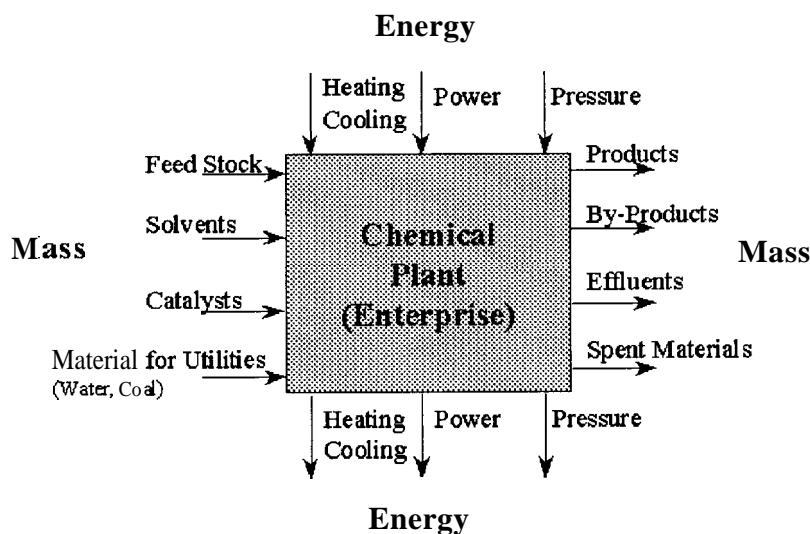 Energy
Heating
Cooling
Power
Pressure
Feed Stock
Solvents
Catalysts
Material for Utilities
(Water, Coal)
Mass
Chemical
Plant
(Enterprise)
Products
By-Products
Effluents
Spent Materials
Mass
Heating
Cooling
Power
Pressure
Energy